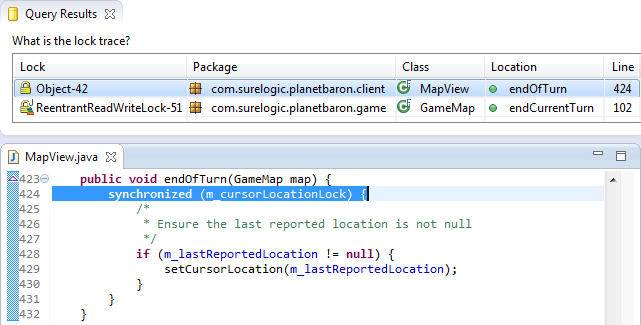 Query Results
What is the lock trace?
Lock Package Class Location Line
Object-42 com.surelogic.planetbaron.client MapView endOfTurn 424
ReentrantReadWriteLock-51 com.surelogic.planetbaron.game GameMap endCurrentTurn 102
MapView.java
423 public void endOfTurn(GameMap map) {
424 synchronized (m_cursorLocationLock) {
425 /*
426 * Ensure the last reported location is not null
427 */
428 if (m_lastReportedLocation != null) {
429 setCursorLocation(m_lastReportedLocation);
430 }
431 }
432 }